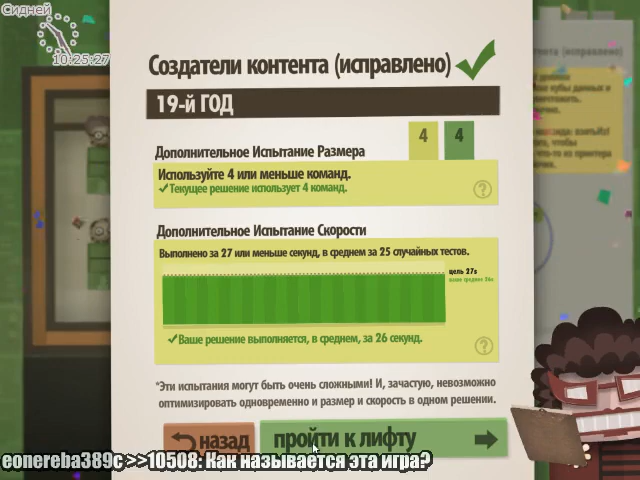 Сидней
10:25:27
Создатели контента (исправлено)
19-й ГОД
4 4
Дополнительное Испытание Размера
Используйте 4 или меньше команд.
Текущее решение использует 4 команд.
?
Дополнительное Испытание Скорости
Выполнено за 27 или меньше секунд, в среднем за 25 случайных тестов.
цель 27s
ваше среднее 26s
Ваше решение выполняется, в среднем, за 26 секунд.
?
*Эти испытания могут быть очень сложными! И, зачастую, невозможно
оптимизировать одновременно и размер и скорость в одном решении.
назад
пройти к лифту
eonereba389c >>10508: Как называется эта игра?